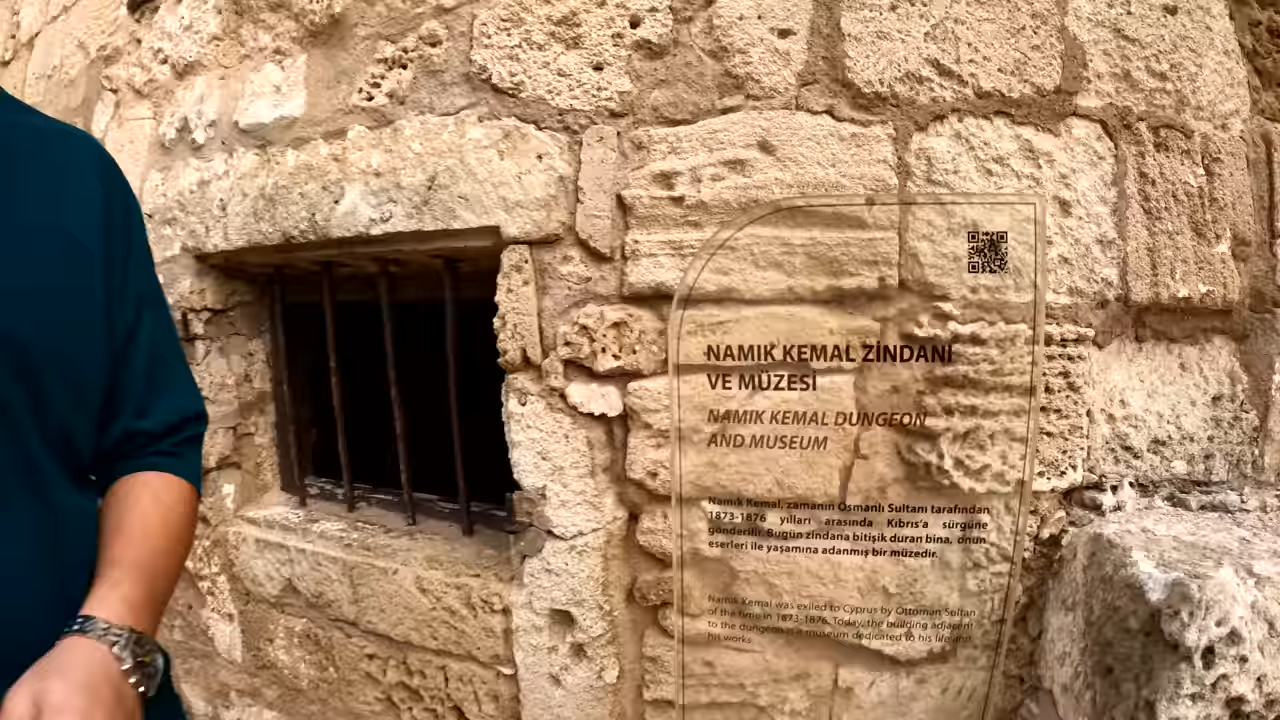 NAMIK KEMAL ZİNDANI
VE MÜZESİ
NAMIK KEMAL DUNGEON
AND MUSEUM
Namık Kemal, zamanın Osmanlı Sultanı tarafından
1873-1876 yılları arasında Kıbrıs'a sürgüne
gönderilir. Bugün zindana bitişik duran bina, onun
eserleri ile yaşamına adanmış bir müzedir.
Namık Kemal was exiled to Cyprus by Ottoman Sultan
of the time in 1873-1876. Today, the building adjacent
to the dungeon is a museum dedicated to his life and
his works.